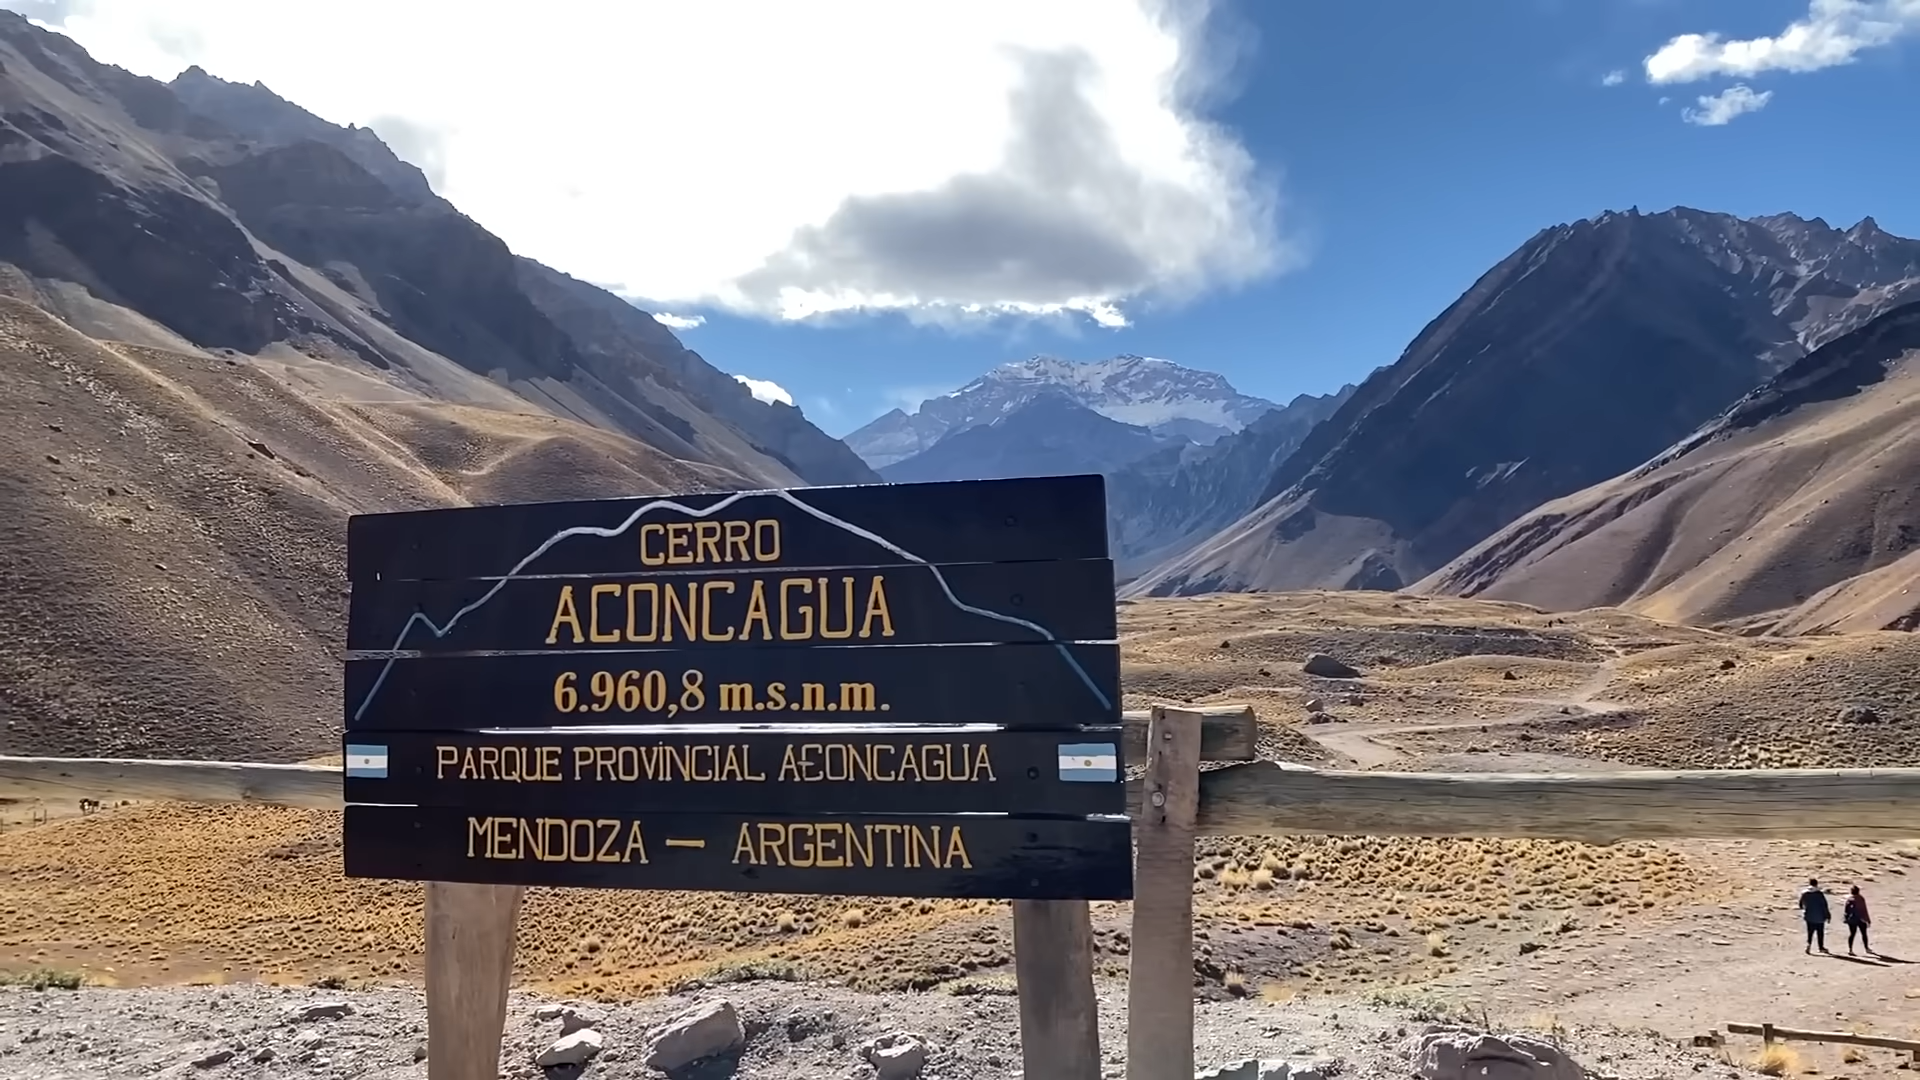 CERRO
ACONCAGUA
6.960,8 m.s.n.m.
PARQUE PROVINCIAL ACONCAGUA
MENDOZA — ARGENTINA